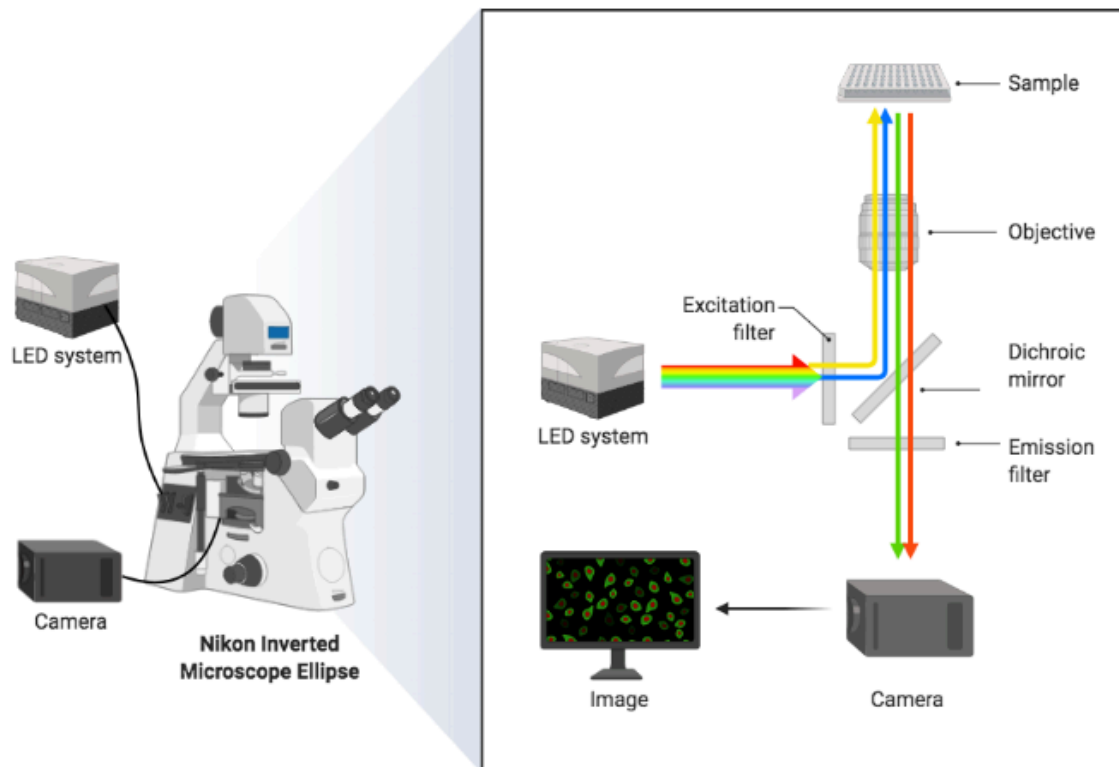 LED system
Camera
Nikon Inverted
Microscope Ellipse
Sample
Objective
Excitation
filter
Dichroic
mirror
LED system
Emission
filter
Image
Camera